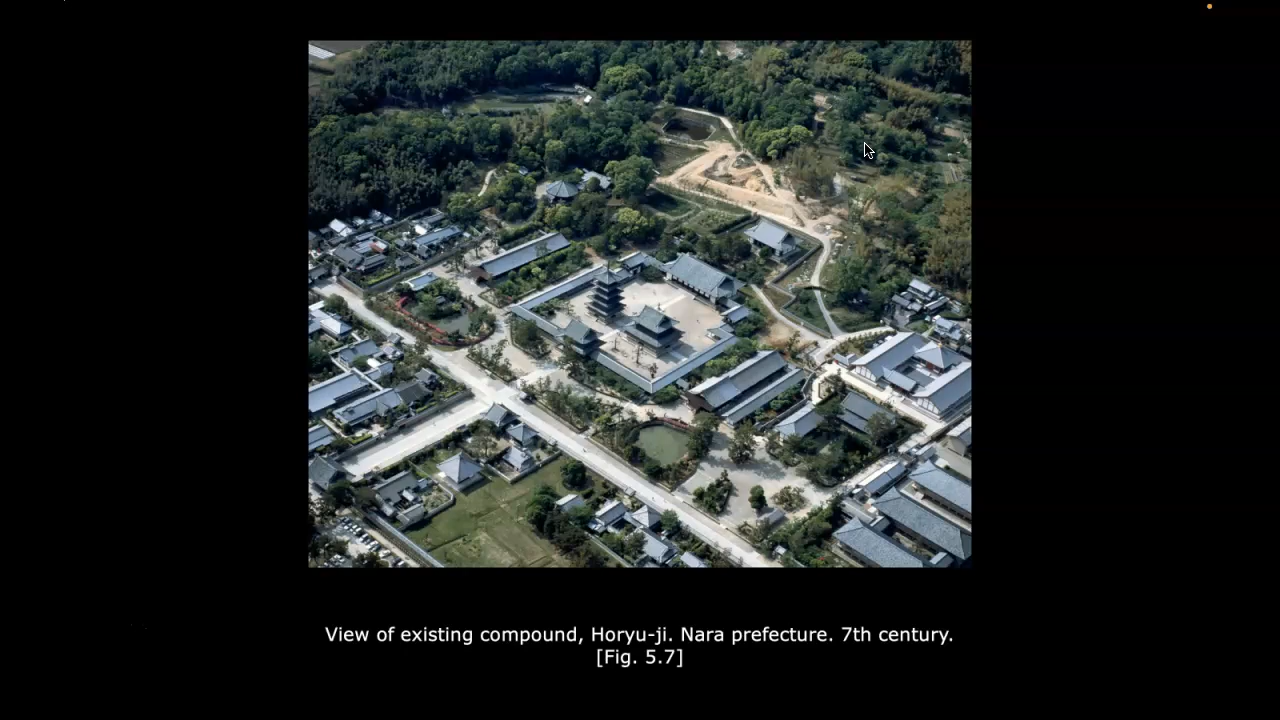 View of existing compound, Horyu-ji. Nara prefecture. 7th century.
[Fig. 5.7]